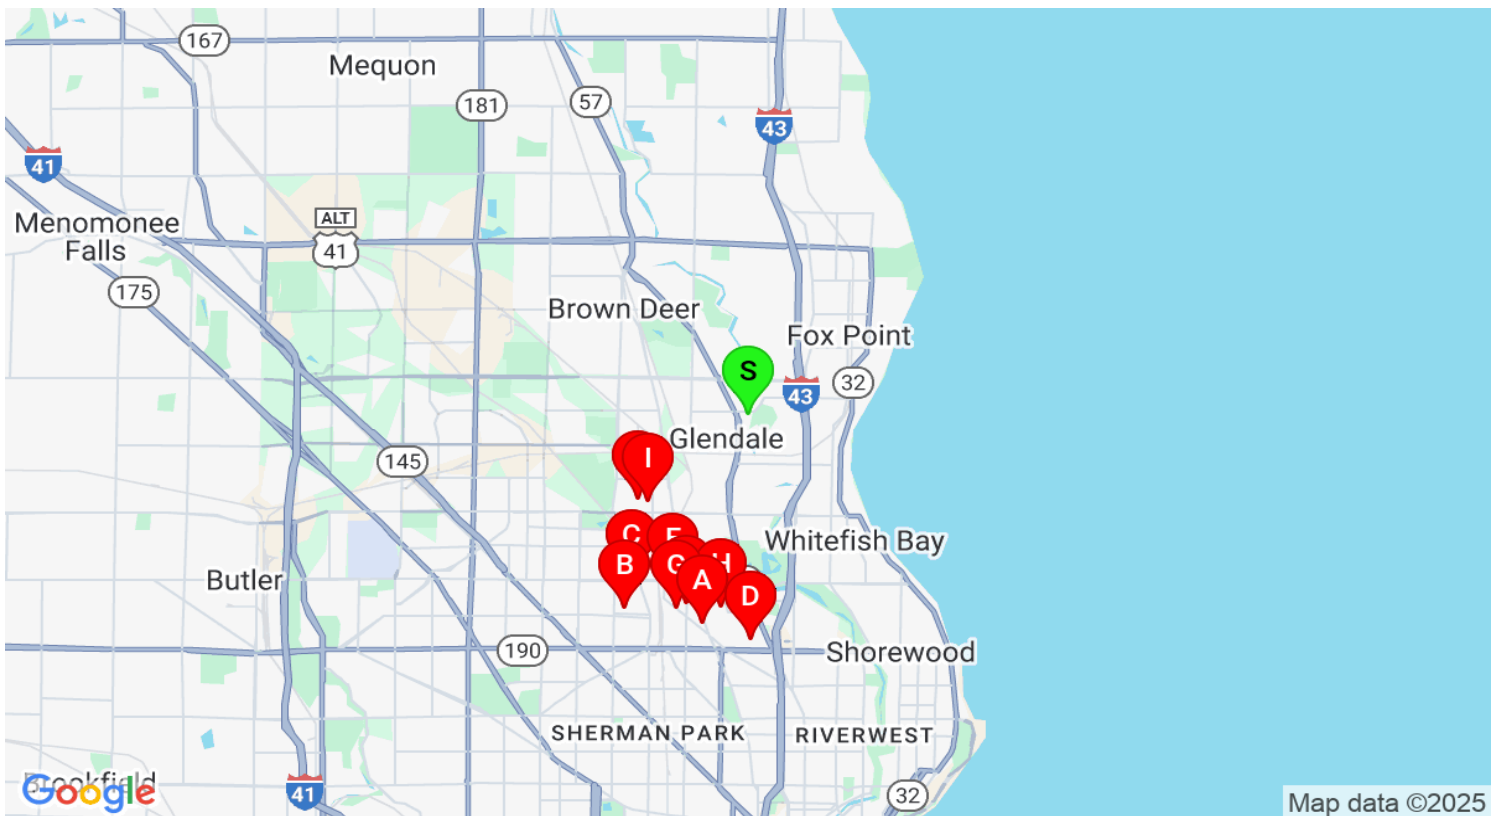 167
Mequon
181
57
43
41
Menomonee
Falls
ALT
41
175
Brown Deer
Fox Point
S
32
43
Glendale
I
145
C
Whitefish Bay
B
G
H
A
Butler
D
190
Shorewood
SHERMAN PARK
RIVERWEST
Brookfield
Google
41
32
Map data ©2025